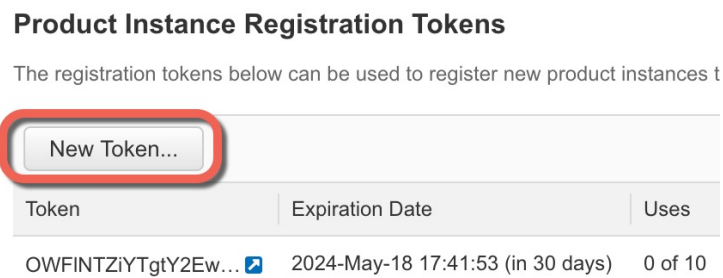 Product Instance Registration Tokens
The registration tokens below can be used to register new product instances t
New Token...
Token Expiration Date Uses
OWFINTZiYTgtY2Ew... 2024-May-18 17:41:53 (in 30 days) 0 of 10